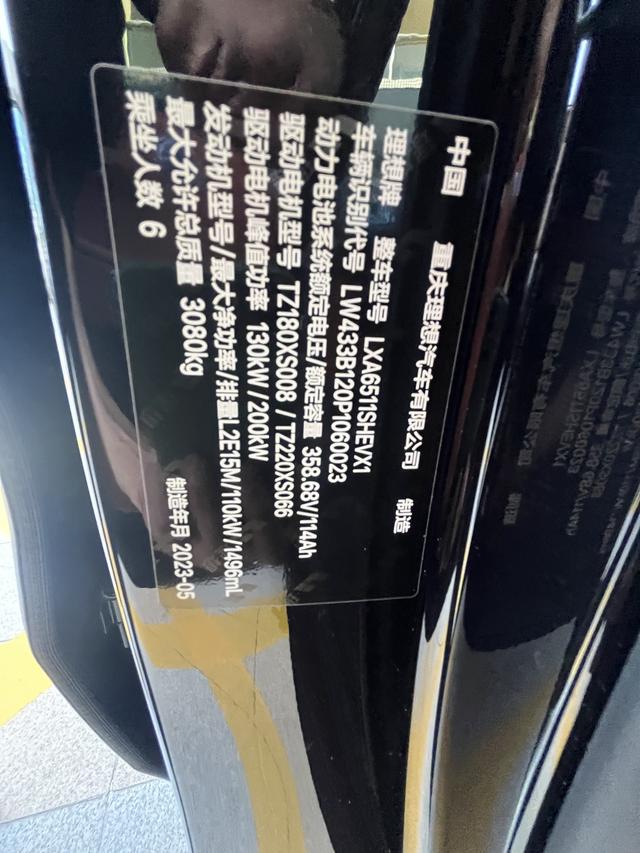 中国 重庆理想汽车有限公司 制造
理想牌 整车型号 LXA6511SHEVX1
车辆识别代号 LW433B120P1060023
动力电池系统额定电压/额定容量 358.68V/114Ah
驱动电机型号 TZ180XS008 / TZ220XS066
驱动电机峰值功率 130kW/200kW
发动机型号/最大净功率/排量L2E15M/110kW/1496mL
最大允许总质量 3080kg
乘坐人数 6
制造年月 2023-05